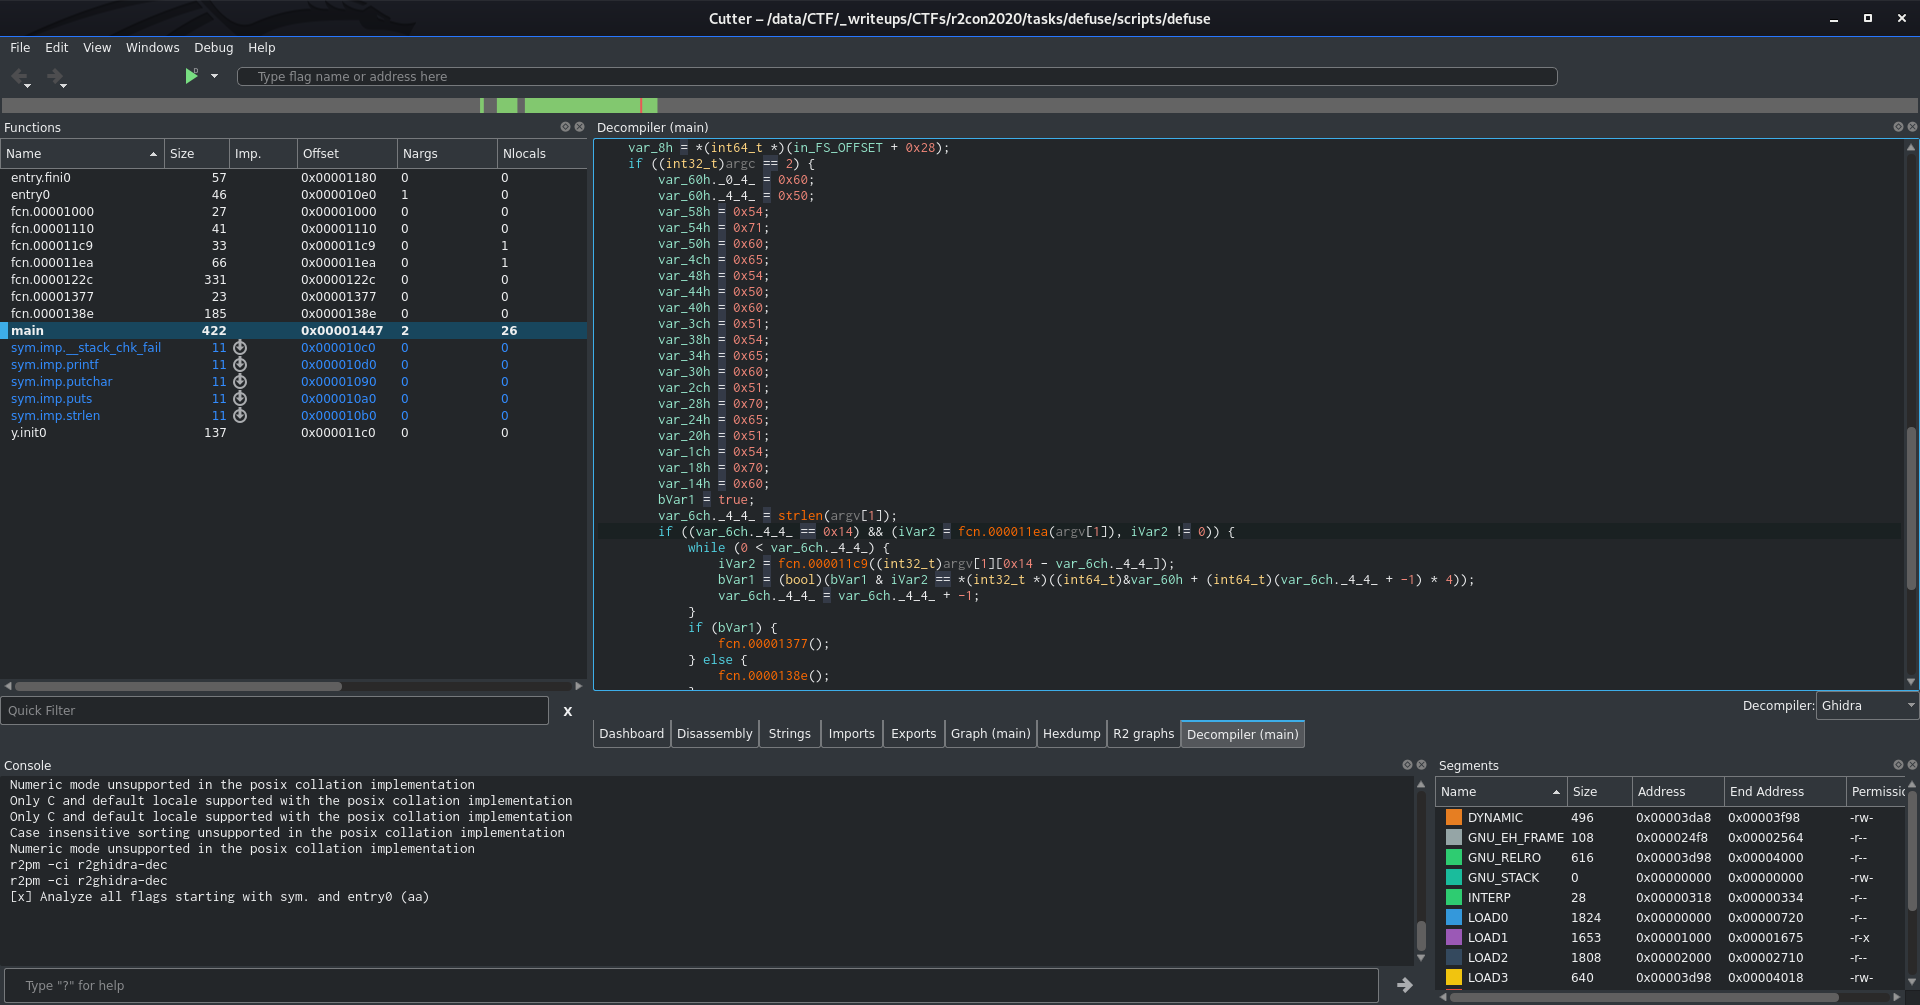 Cutter – /data/CTF/_writeups/CTFs/r2con2020/tasks/defuse/scripts/defuse
File Edit View Windows Debug Help
Type flag name or address here
Functions
Name Size Imp. Offset Nargs Nlocals
entry.fini0 57 0x00001180 0 0
entry0 46 0x000010e0 1 0
fcn.00001000 27 0x00001000 0 0
fcn.00001110 41 0x00001110 0 0
fcn.000011c9 33 0x000011c9 0 1
fcn.000011ea 66 0x000011ea 0 1
fcn.0000122c 331 0x0000122c 0 0
fcn.00001377 23 0x00001377 0 0
fcn.0000138e 185 0x0000138e 0 0
main 422 0x00001447 2 26
sym.imp.__stack_chk_fail 11 0x000010c0 0 0
sym.imp.printf 11 0x000010d0 0 0
sym.imp.putchar 11 0x00001090 0 0
sym.imp.puts 11 0x000010a0 0 0
sym.imp.strlen 11 0x000010b0 0 0
y.init0 137 0x000011c0 0 0
Quick Filter X
Decompiler (main)
var_8h = *(int64_t *)(in_FS_OFFSET + 0x28);
if ((int32_t)argc == 2) {
var_60h._0_4_ = 0x60;
var_60h._4_4_ = 0x50;
var_58h = 0x54;
var_54h = 0x71;
var_50h = 0x60;
var_4ch = 0x65;
var_48h = 0x54;
var_44h = 0x50;
var_40h = 0x60;
var_3ch = 0x51;
var_38h = 0x54;
var_34h = 0x65;
var_30h = 0x60;
var_2ch = 0x51;
var_28h = 0x70;
var_24h = 0x65;
var_20h = 0x51;
var_1ch = 0x54;
var_18h = 0x70;
var_14h = 0x60;
bVar1 = true;
var_6ch._4_4_ = strlen(argv[1]);
if ((var_6ch._4_4_ == 0x14) && (iVar2 = fcn.000011ea(argv[1]), iVar2 != 0)) {
while (0 < var_6ch._4_4_) {
iVar2 = fcn.000011c9((int32_t)argv[1][0x14 - var_6ch._4_4_]);
bVar1 = (bool)(bVar1 & iVar2 == *(int32_t *)((int64_t)&var_60h + (int64_t)(var_6ch._4_4_ + -1) * 4));
var_6ch._4_4_ = var_6ch._4_4_ + -1;
}
if (bVar1) {
fcn.00001377();
} else {
fcn.0000138e();
Decompiler: Ghidra
Dashboard Disassembly Strings Imports Exports Graph (main) Hexdump R2 graphs Decompiler (main)
Console
Numeric mode unsupported in the posix collation implementation
Only C and default locale supported with the posix collation implementation
Only C and default locale supported with the posix collation implementation
Case insensitive sorting unsupported in the posix collation implementation
Numeric mode unsupported in the posix collation implementation
r2pm -ci r2ghidra-dec
r2pm -ci r2ghidra-dec
[x] Analyze all flags starting with sym. and entry0 (aa)
Type "?" for help
Segments
Name Size Address End Address Permissic
DYNAMIC 496 0x00003da8 0x00003f98 -rw-
GNU_EH_FRAME 108 0x000024f8 0x00002564 -r--
GNU_RELRO 616 0x00003d98 0x00004000 -r--
GNU_STACK 0 0x00000000 0x00000000 -rw-
INTERP 28 0x00000318 0x00000334 -r--
LOAD0 1824 0x00000000 0x00000720 -r--
LOAD1 1653 0x00001000 0x00001675 -r-x
LOAD2 1808 0x00002000 0x00002710 -r--
LOAD3 640 0x00003d98 0x00004018 -rw-